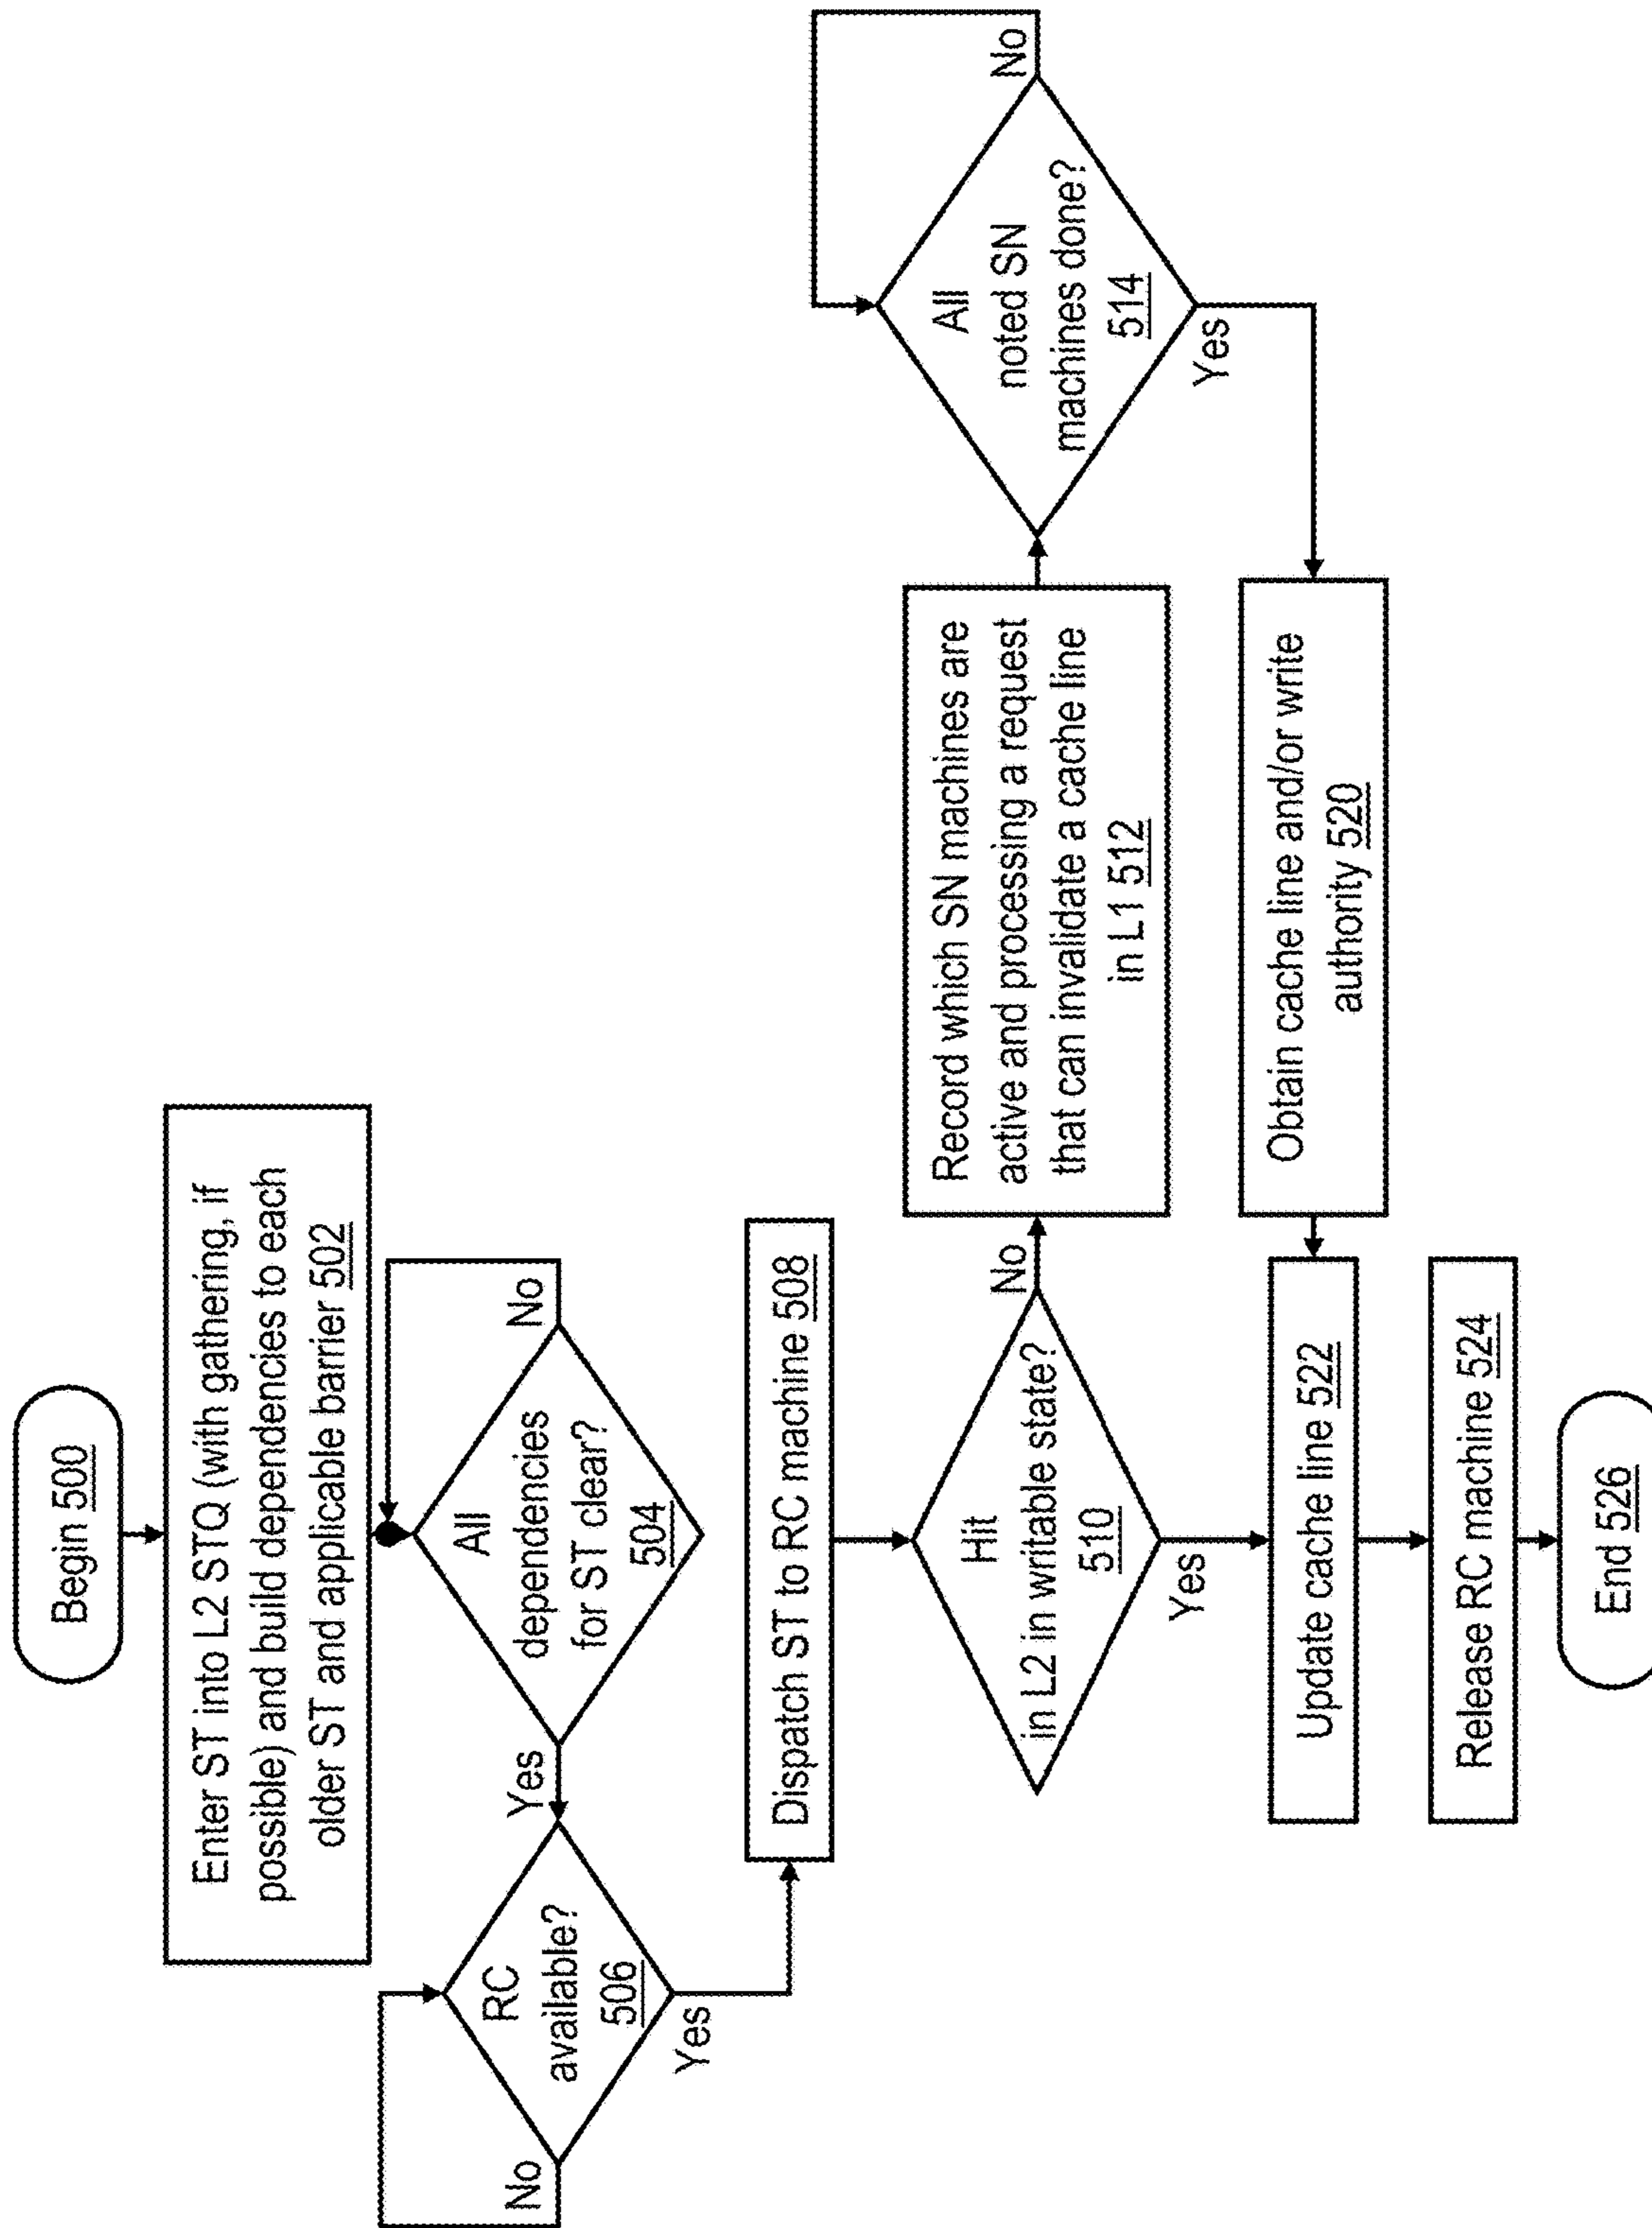 Begin 500
Enter ST into L2 STQ (with gathering, if
possible) and build dependencies to each
older ST and applicable barrier 502
All
dependencies
for ST clear?
504
No
Yes
RC
available?
506
No
Yes
Dispatch ST to RC machine 508
Hit
in L2 in writable state?
510
No
Yes
Record which SN machines are
active and processing a request
that can invalidate a cache line
in L1 512
All
noted SN
machines done?
514
No
Yes
Obtain cache line and/or write
authority 520
Update cache line 522
Release RC machine 524
End 526